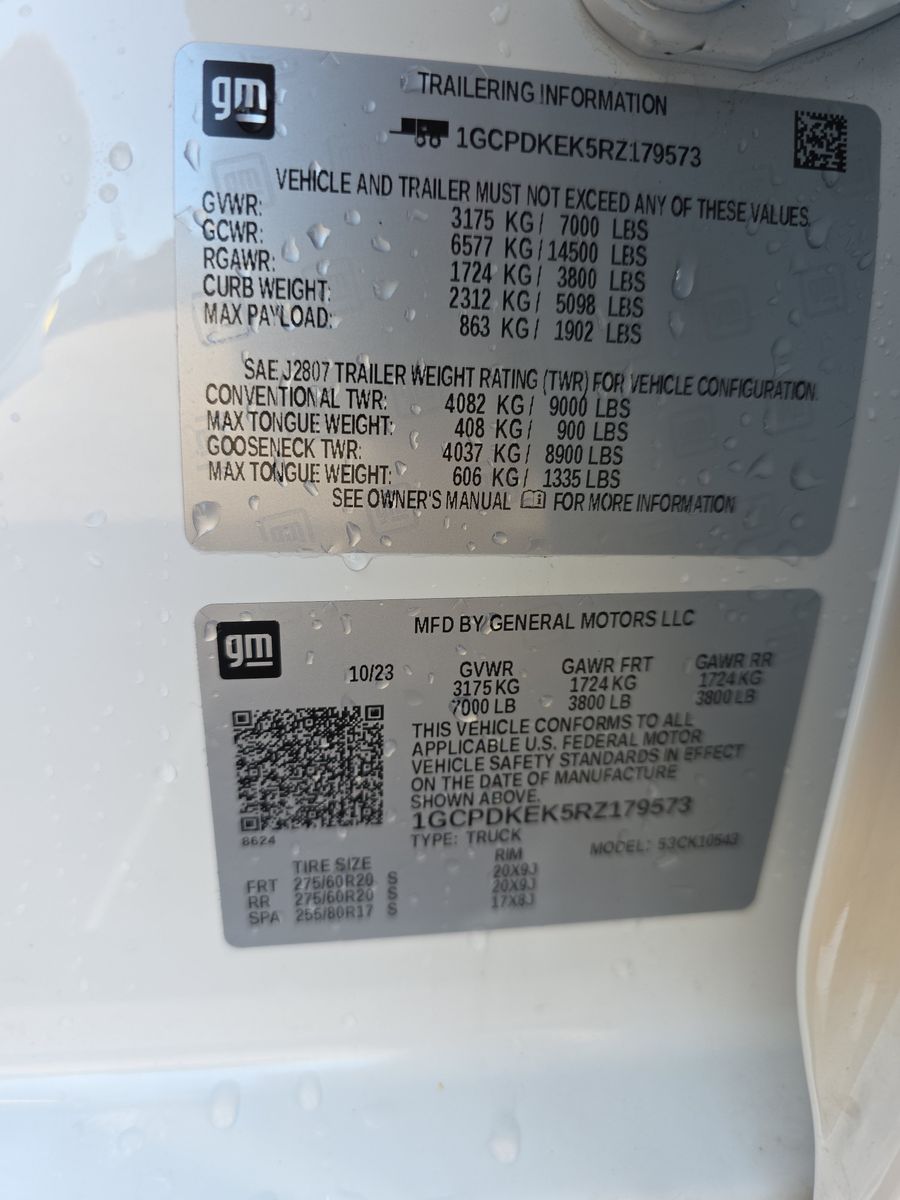 gm
TRAILERING INFORMATION
1GCPDKEK5RZ179573
VEHICLE AND TRAILER MUST NOT EXCEED ANY OF THESE VALUES.
GVWR: 3175 KG/ 7000 LBS
GCWR: 6577 KG/ 14500 LBS
RGAWR: 1724 KG/ 3800 LBS
CURB WEIGHT: 2312 KG/ 5098 LBS
MAX PAYLOAD: 863 KG/ 1902 LBS
SAE J2807 TRAILER WEIGHT RATING (TWR) FOR VEHICLE CONFIGURATION.
CONVENTIONAL TWR: 4082 KG/ 9000 LBS
MAX TONGUE WEIGHT: 408 KG/ 900 LBS
GOOSENECK TWR: 4037 KG/ 8900 LBS
MAX TONGUE WEIGHT: 606 KG/ 1335 LBS
SEE OWNER'S MANUAL FOR MORE INFORMATION
gm
MFD BY GENERAL MOTORS LLC
10/23 GVWR GAWR FRT GAWR RR
3175 KG 1724 KG 1724 KG
7000 LB 3800 LB 3800 LB
THIS VEHICLE CONFORMS TO ALL
APPLICABLE U.S. FEDERAL MOTOR
VEHICLE SAFETY STANDARDS IN EFFECT
ON THE DATE OF MANUFACTURE
SHOWN ABOVE.
1GCPDKEK5RZ179573
8624
TYPE: TRUCK MODEL: 53CK10543
TIRE SIZE RIM
FRT 275/60R20 S 20X9J
RR 275/60R20 S 20X9J
SPA 255/80R17 S 17X8J